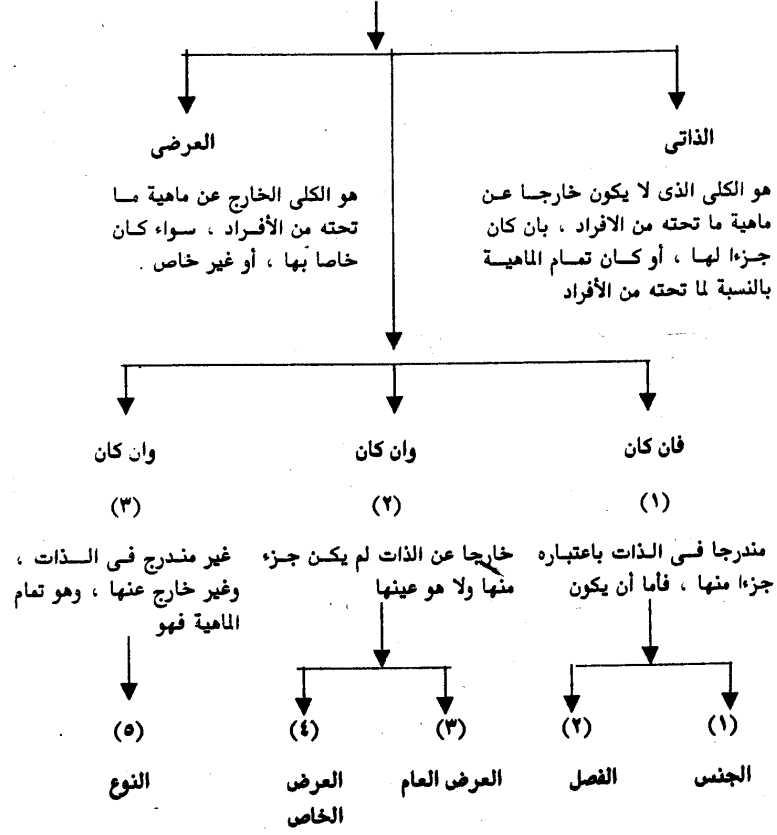 الذاتى
هو الكلى الذى لا يكون خارجا عن
ماهية ما تحته من الافراد ، بان كان
جزءا لها ، أو كان تمام الماهية
بالنسبة لما تحته من الأفراد
العرضى
هو الكلى الخارج عن ماهية ما
تحته من الأفراد ، سواء كان
خاصا بها ، أو غير خاص .
فان كان
(١)
مندرجا فى الذات باعتباره
جزءا منها ، فأما أن يكون
وان كان
(٢)
خارجا عن الذات لم يكن جزء
منها ولا هو عينها
وان كان
(٣)
غير مندرج فى الذات ،
وغير خارج عنها ، وهو تمام
الماهية فهو
(١)
الجنس
(٢)
الفصل
(٣)
العرض العام
(٤)
العرض
الخاص
(٥)
النوع